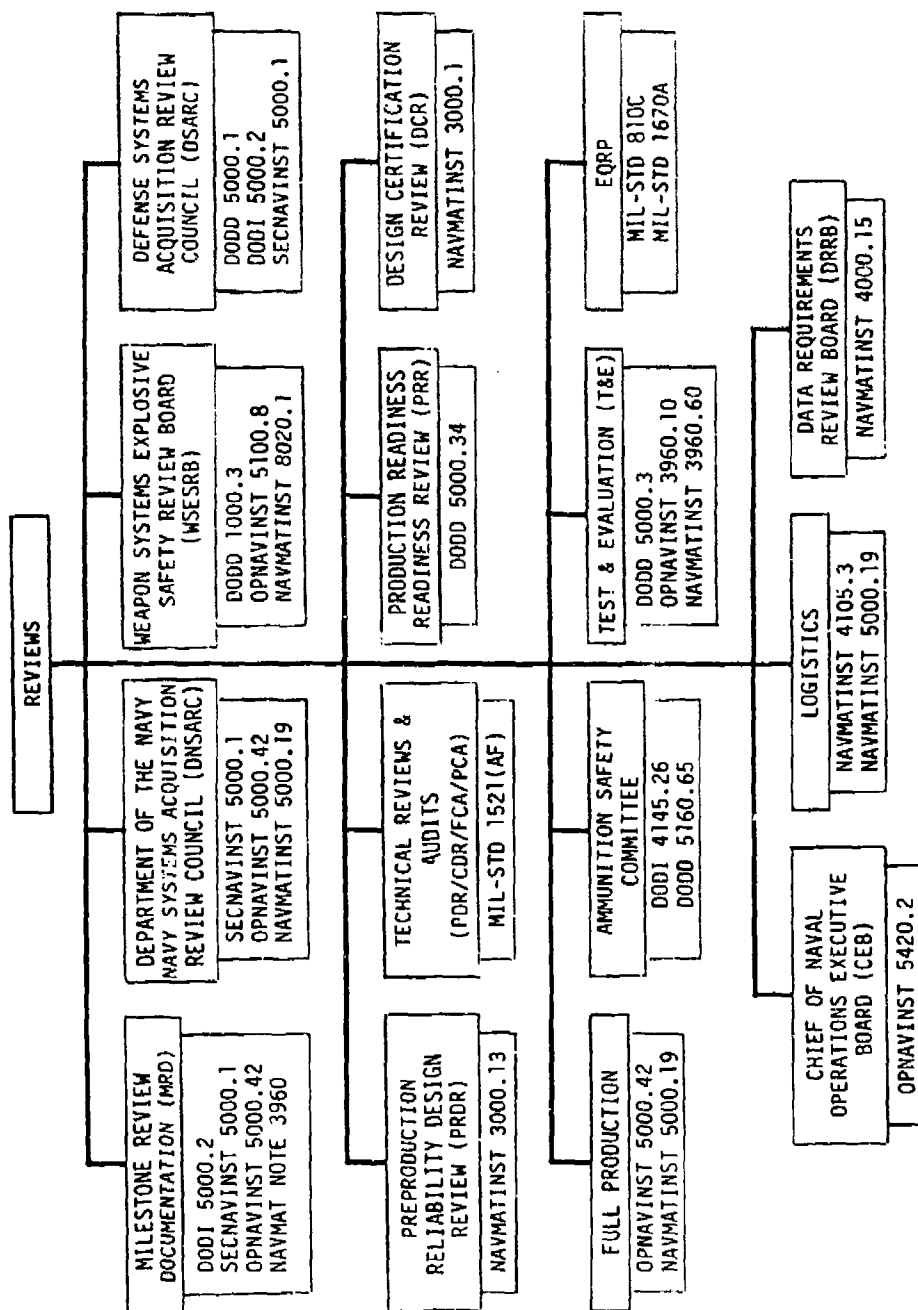 REVIEWS
MILESTONE REVIEW
DOCUMENTATION (MRD)
DODI 5000.2
SECNAVINST 5000.1
OPNAVINST 5000.42
NAVMAT NOTE 3960
DEPARTMENT OF THE NAVY
NAVY SYSTEMS ACQUISITION
REVIEW COUNCIL (DNSARC)
SECNAVINST 5000.1
OPNAVINST 5000.42
NAVMATINST 5000.19
WEAPON SYSTEMS EXPLOSIVE
SAFETY REVIEW BOARD
(WSESRB)
DODD 1000.3
OPNAVINST 5100.8
NAVMATINST 8020.1
DEFENSE SYSTEMS
ACQUISITION REVIEW
COUNCIL (DSARC)
DODD 5000.1
DODI 5000.2
SECNAVINST 5000.1
PREPRODUCTION
RELIABILITY DESIGN
REVIEW (PRDR)
NAVMATINST 3000.13
TECHNICAL REVIEWS &
AUDITS
(PDR/CDR/FCA/PCA)
MIL-STD 1521(AF)
PRODUCTION READINESS
READINESS REVIEW (PRR)
DODD 5000.34
DESIGN CERTIFICATION
REVIEW (DCR)
NAVMATINST 3000.1
FULL PRODUCTION
OPNAVINST 5000.42
NAVMATINST 5000.19
AMMUNITION SAFETY
COMMITTEE
DODI 4145.26
DODD 5160.65
TEST & EVALUATION (T&E)
DODD 5000.3
OPNAVINST 3960.10
NAVMATINST 3960.60
EQRP
MIL-STD 810C
MIL-STD 1670A
CHIEF OF NAVAL
OPERATIONS EXECUTIVE
BOARD (CEB)
OPNAVINST 5420.2
LOGISTICS
NAVMATINST 4105.3
NAVMATINST 5000.19
DATA REQUIREMENTS
REVIEW BOARD (DRRB)
NAVMATINST 4000.15